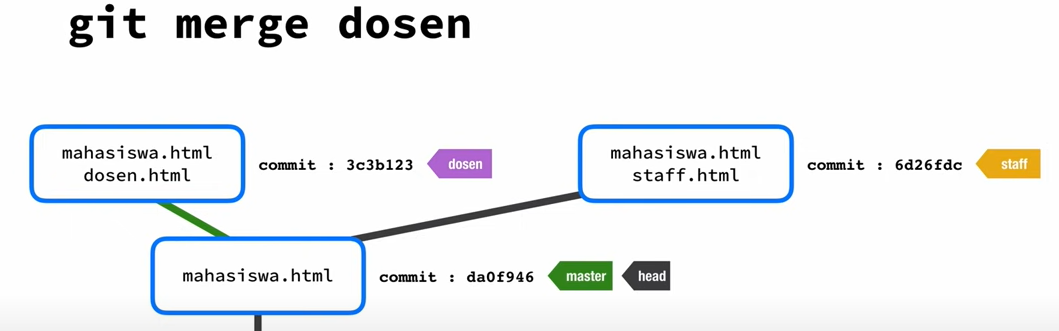 git merge dosen
mahasiswa.html
dosen.html
commit : 3c3b123
dosen
mahasiswa.html
staff.html
commit : 6d26fdc
staff
mahasiswa.html
commit : da0f946
master
head